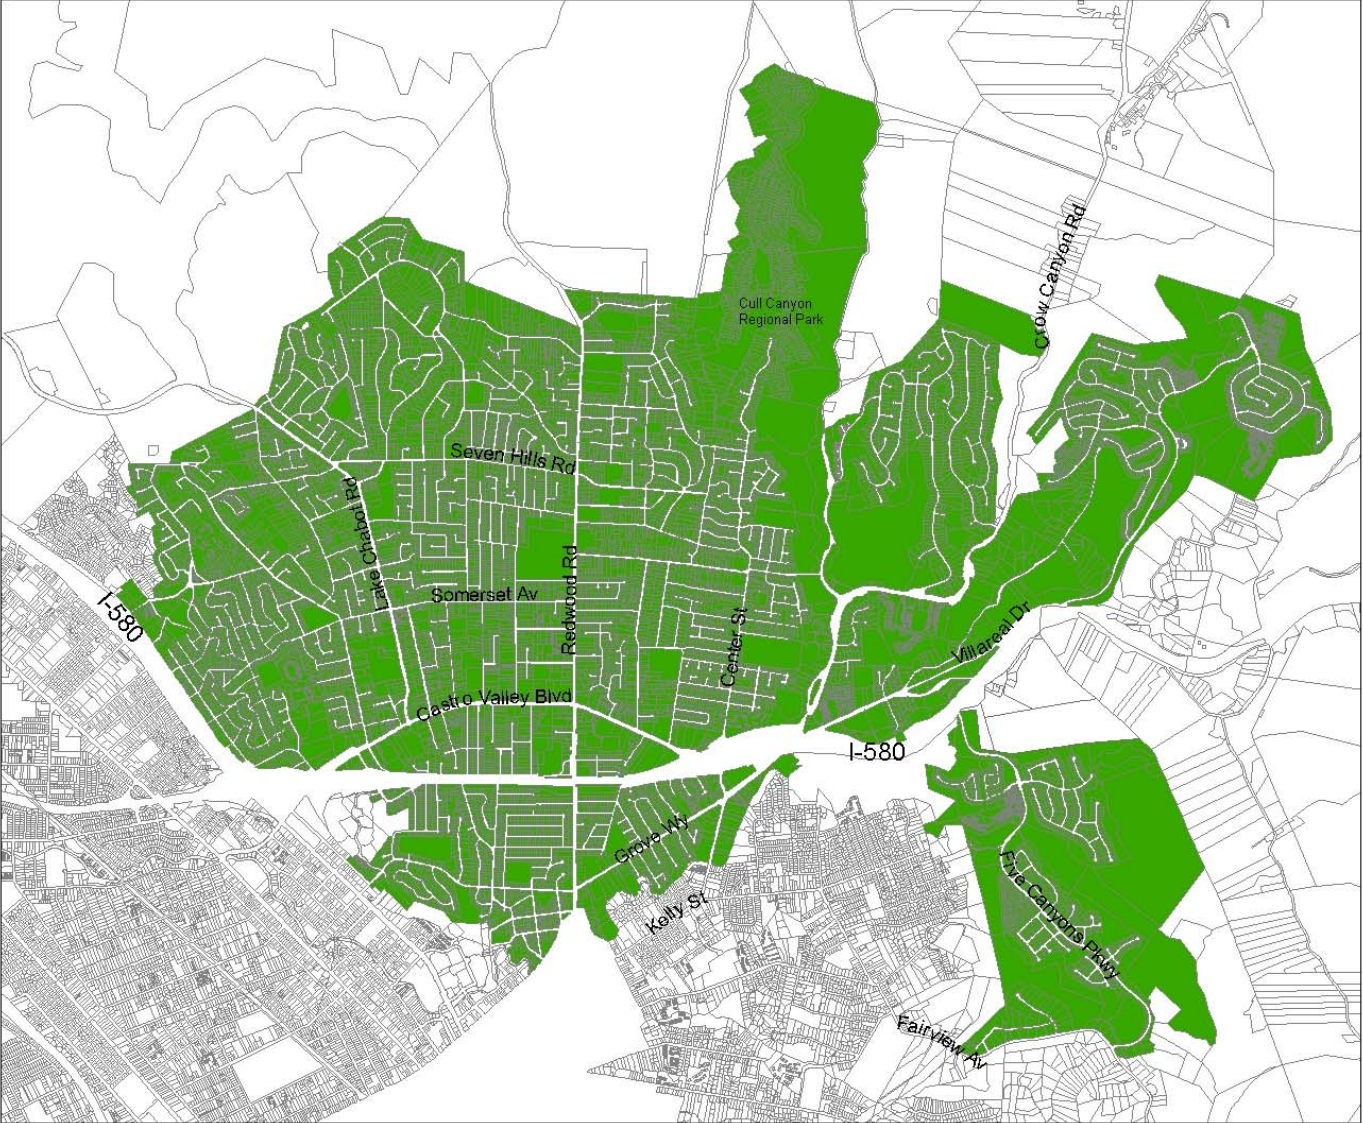 Cull Canyon
Regional Park
Crow Canyon Rd
Seven Hills Rd
Lake Chabot Rd
Redwood Rd
Somerset Av
I-580
Center St
Villareal Dr
Castro Valley Blvd
I-580
Grove Wy
Kelly St
Five Canyons Pkwy
Fairview Av